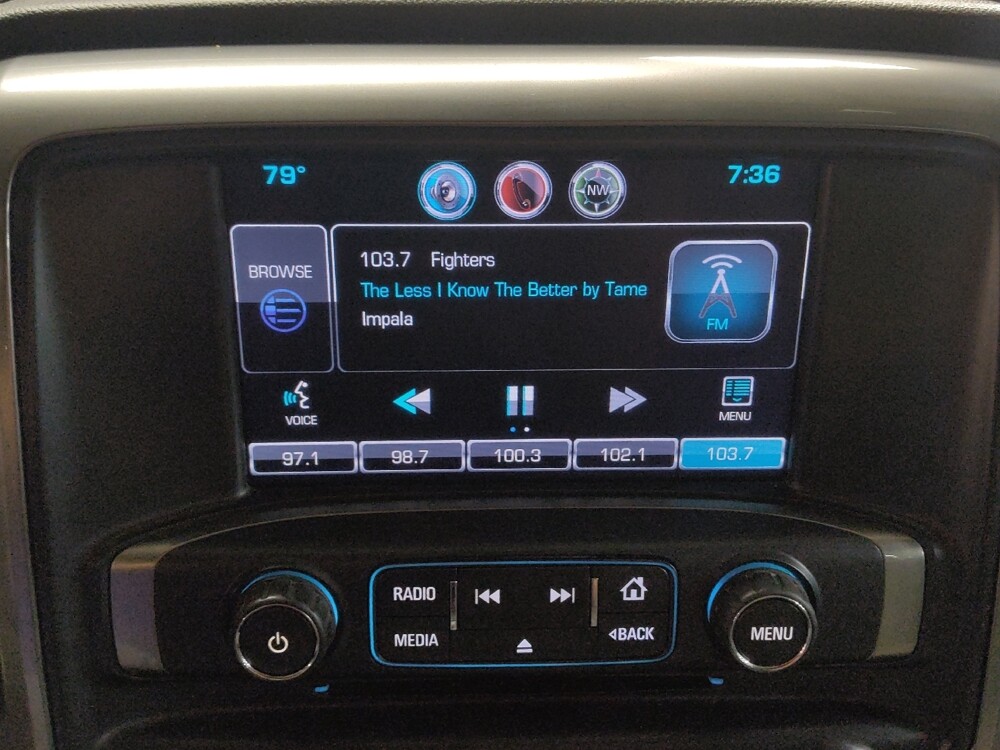 79° NW 7:36
BROWSE
103.7 Fighters
The Less I Know The Better by Tame
Impala
FM
VOICE
MENU
97.1 98.7 100.3 102.1 103.7
RADIO
MEDIA
BACK
MENU